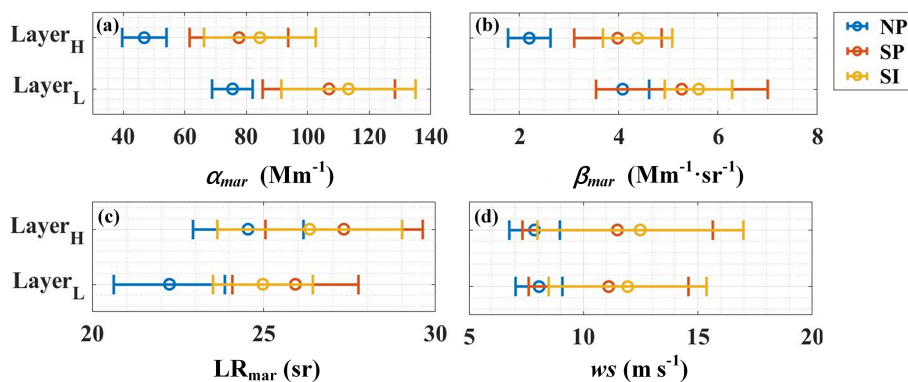 (a)
Layer_H
Layer_L
40 60 80 100 120 140
α_mar (Mm⁻¹)
(b)
2 4 6 8
β_mar (Mm⁻¹·sr⁻¹)
NP
SP
SI
(c)
Layer_H
Layer_L
20 25 30
LR_mar (sr)
(d)
5 10 15 20
ws (m s⁻¹)